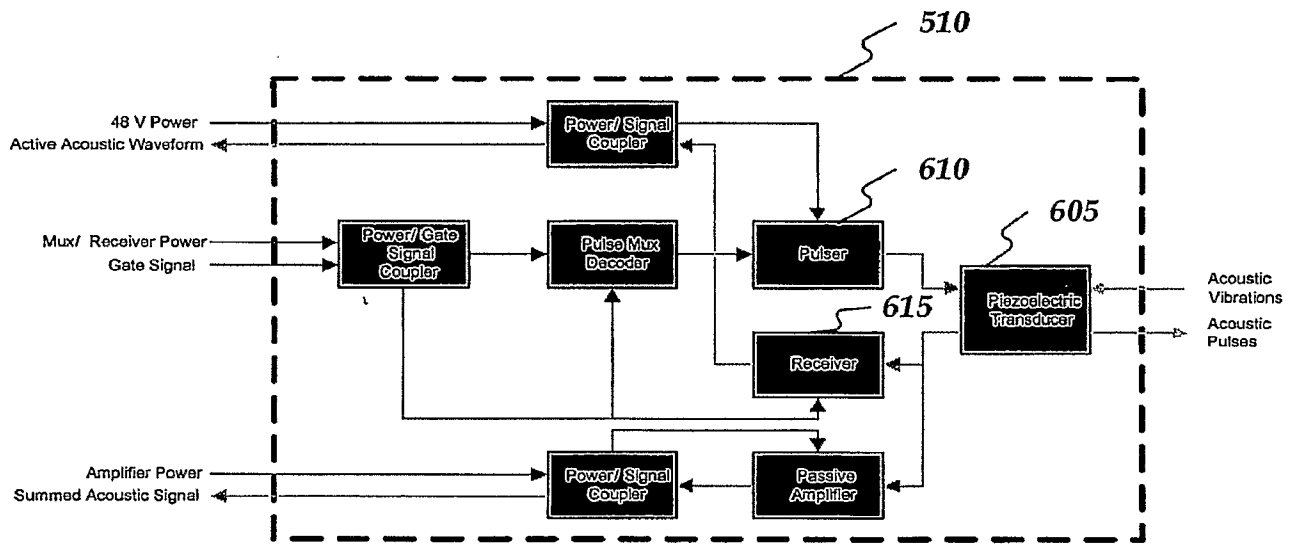 510
48 V Power
Active Acoustic Waveform
Power/ Signal
Coupler
610
605
Mux/ Receiver Power
Gate Signal
Power/ Gate
Signal
Coupler
Pulse Mux
Decoder
Pulser
Piezoelectric
Transducer
Acoustic
Vibrations
Acoustic
Pulses
615
Receiver
Amplifier Power
Summed Acoustic Signal
Power/ Signal
Coupler
Passive
Amplifier